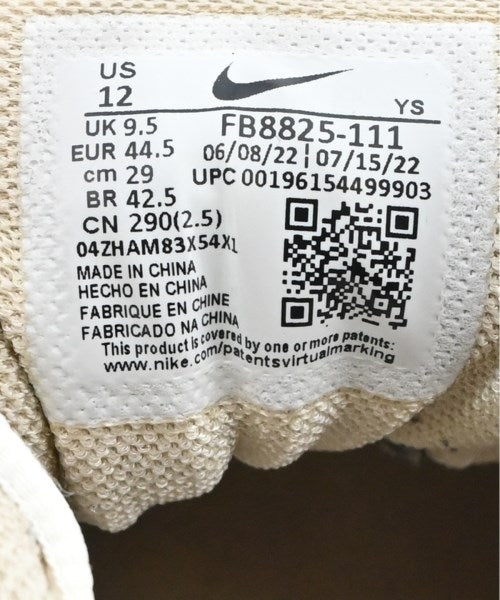 US
12
YS
UK 9.5
FB8825-111
EUR 44.5
06/08/22 | 07/15/22
cm 29
UPC 00196154499903
BR 42.5
CN 290(2.5)
04ZHAM83X54X1
MADE IN CHINA
HECHO EN CHINA
FABRIQUE EN CHINE
FABRICADO NA CHINA
This product is covered by one or more patents:
www.nike.com/patentsvirtualmarking